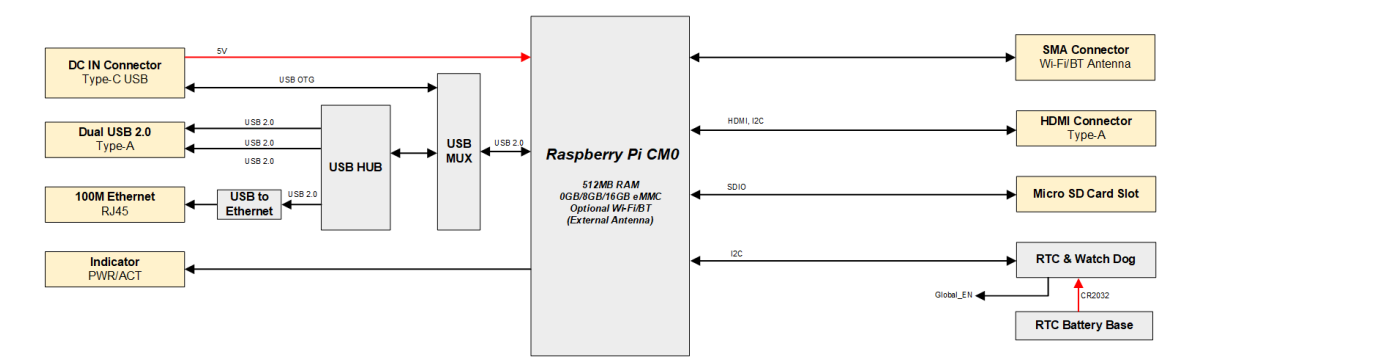 5V
DC IN Connector
Type-C USB
USB OTG
Dual USB 2.0
Type-A
USB 2.0
USB 2.0
USB 2.0
USB HUB
USB
MUX
USB 2.0
100M Ethernet
RJ45
USB to
Ethernet
USB 2.0
Indicator
PWR/ACT
Raspberry Pi CM0
512MB RAM
0GB/8GB/16GB eMMC
Optional Wi-Fi/BT
(External Antenna)
SMA Connector
Wi-Fi/BT Antenna
HDMI, I2C
HDMI Connector
Type-A
SDIO
Micro SD Card Slot
I2C
RTC & Watch Dog
Global_EN
CR2032
RTC Battery Base